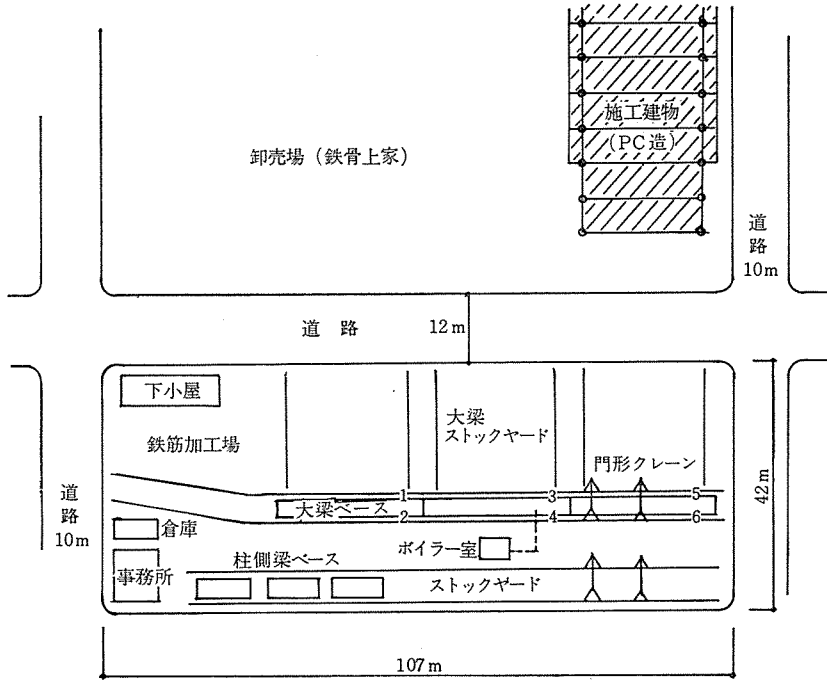 施工建物
(PC造)
卸売場（鉄骨上家）
道路
10m
道路
12m
下小屋
大梁
ストックヤード
鉄筋加工場
門形クレーン
道路
10m
42m
1
3
5
大梁ベース
2
4
6
倉庫
ボイラー室
柱側梁ベース
事務所
ストックヤード
107m